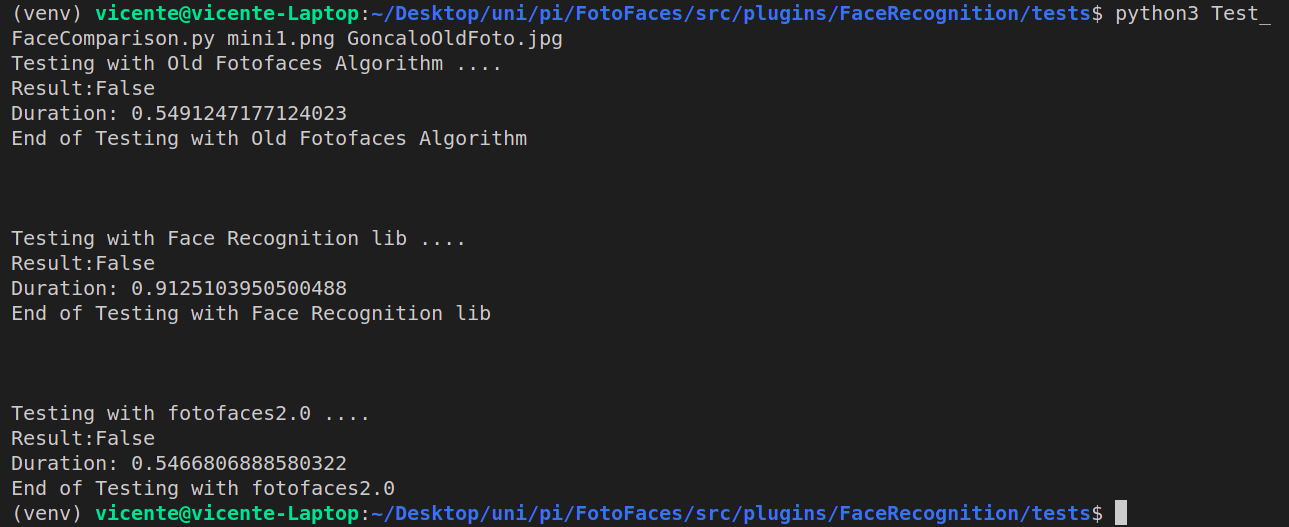 (venv) vicente@vicente-Laptop:~/Desktop/uni/pi/FotoFaces/src/plugins/FaceRecognition/tests$ python3 Test_
FaceComparison.py mini1.png GoncaloOldFoto.jpg
Testing with Old Fotofaces Algorithm ....
Result:False
Duration: 0.5491247177124023
End of Testing with Old Fotofaces Algorithm
Testing with Face Recognition lib ....
Result:False
Duration: 0.9125103950500488
End of Testing with Face Recognition lib
Testing with fotofaces2.0 ....
Result:False
Duration: 0.5466806888580322
End of Testing with fotofaces2.0
(venv) vicente@vicente-Laptop:~/Desktop/uni/pi/FotoFaces/src/plugins/FaceRecognition/tests$